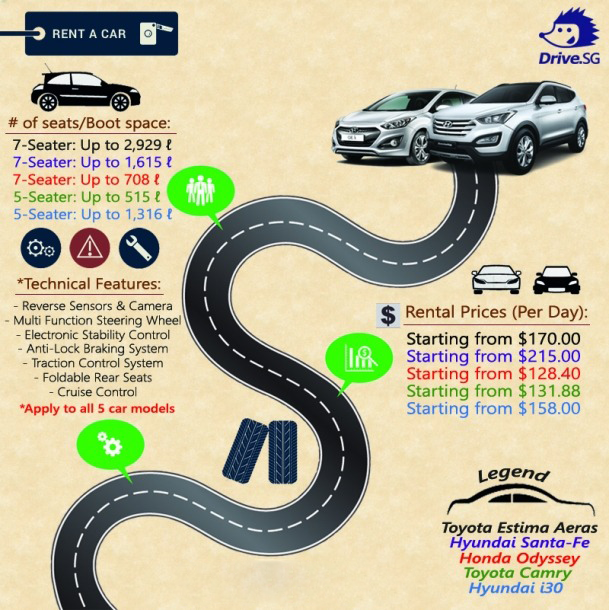 RENT A CAR
Drive.SG
# of seats/Boot space:
7-Seater: Up to 2,929 ℓ
7-Seater: Up to 1,615 ℓ
7-Seater: Up to 708 ℓ
5-Seater: Up to 515 ℓ
5-Seater: Up to 1,316 ℓ
*Technical Features:
- Reverse Sensors & Camera
- Multi Function Steering Wheel
- Electronic Stability Control
- Anti-Lock Braking System
- Traction Control System
- Foldable Rear Seats
- Cruise Control
*Apply to all 5 car models
$ Rental Prices (Per Day):
Starting from $170.00
Starting from $215.00
Starting from $128.40
Starting from $131.88
Starting from $158.00
Legend
Toyota Estima Aeras
Hyundai Santa-Fe
Honda Odyssey
Toyota Camry
Hyundai i30